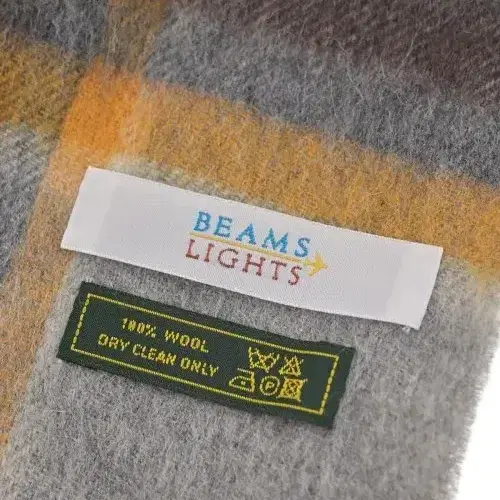 BEAMS
LIGHTS
100% WOOL
DRY CLEAN ONLY
P